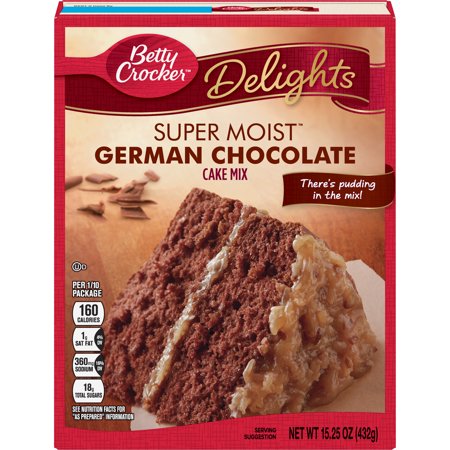 Betty
Crocker™
Delights
SUPER MOIST™
GERMAN CHOCOLATE
CAKE MIX
There's pudding
in the mix!
U D
PER 1/10
PACKAGE
160
CALORIES
1g
SAT FAT
360mg
SODIUM
18g
TOTAL SUGARS
SEE NUTRITION FACTS FOR
"AS PREPARED" INFORMATION
SERVING
SUGGESTION
NET WT 15.25 OZ (432g)